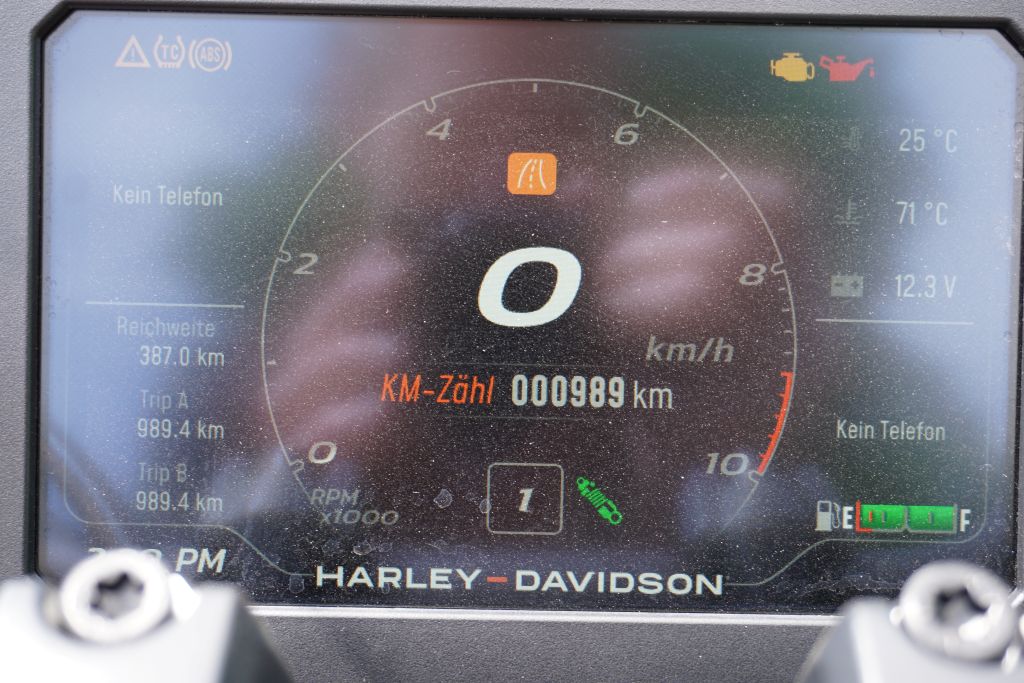 TC ABS
4
6
25 °C
Kein Telefon
71 °C
2
8
0
12.3 V
km/h
Reichweite
387.0 km
KM-Zähl 000989 km
Trip A
989.4 km
Kein Telefon
0
10
Trip B
989.4 km
RPM
x1000
1
E F
PM
HARLEY-DAVIDSON